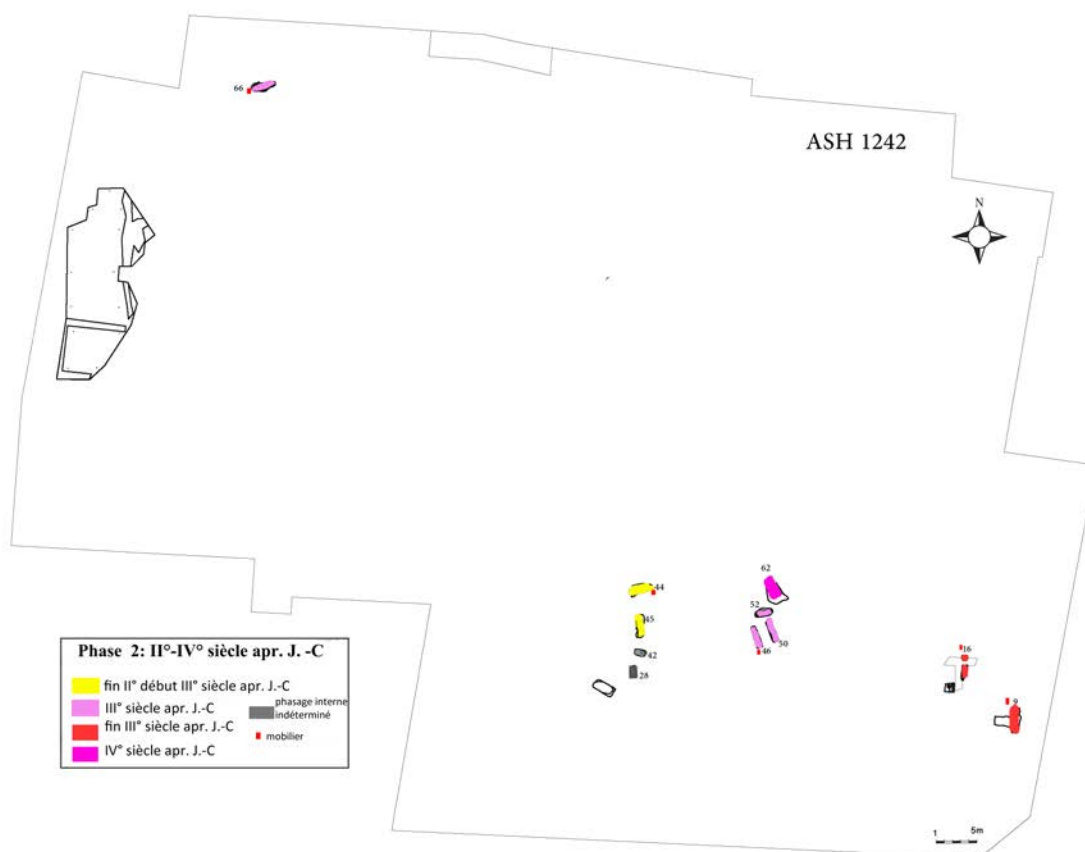 66
ASH 1242
N
62
44
52
45
42
46
50
28
16
9
Phase 2: II°-IV° siècle apr. J. -C
fin II° début III° siècle apr. J.-C
III° siècle apr. J.-C
phasage interne
indéterminé
fin III° siècle apr. J.-C
mobilier
IV° siècle apr. J.-C
1 5m